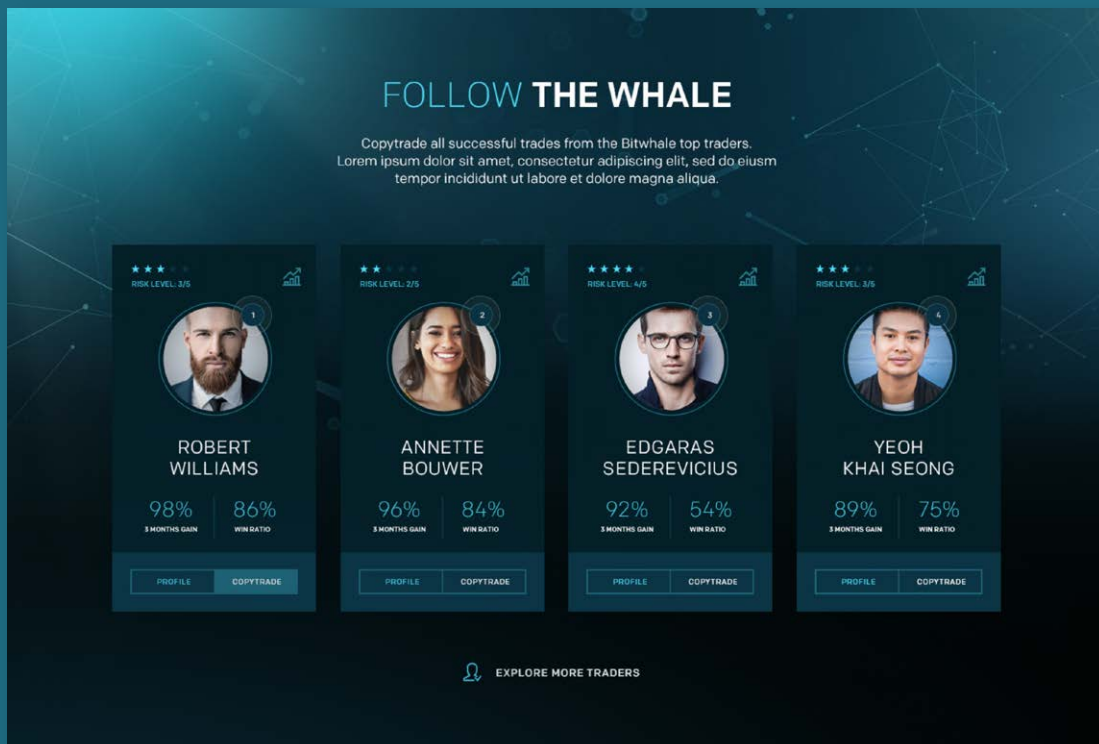 FOLLOW THE WHALE
Copytrade all successful trades from the Bitwhale top traders.
Lorem ipsum dolor sit amet, consectetur adipiscing elit, sed do eiusm
tempor incididunt ut labore et dolore magna aliqua.
RISK LEVEL: 3/5
1
ROBERT
WILLIAMS
98% 86%
3 MONTHS GAIN WIN RATIO
PROFILE COPYTRADE
RISK LEVEL: 2/5
2
ANNETTE
BOUWER
96% 84%
3 MONTHS GAIN WIN RATIO
PROFILE COPYTRADE
RISK LEVEL: 4/5
3
EDGARAS
SEDEREVICIUS
92% 54%
3 MONTHS GAIN WIN RATIO
PROFILE COPYTRADE
RISK LEVEL: 3/5
4
YEOH
KHAI SEONG
89% 75%
3 MONTHS GAIN WIN RATIO
PROFILE COPYTRADE
EXPLORE MORE TRADERS